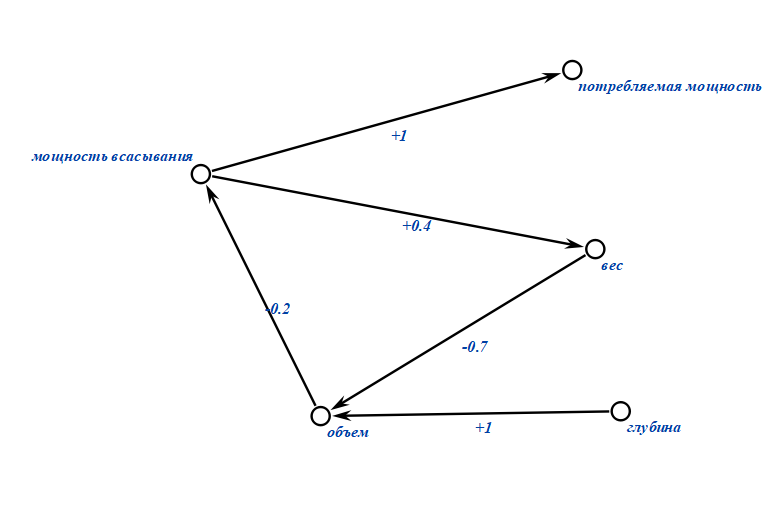 потребляемая мощность
+1
мощность всасывания
+0.4
вес
-0.2
-0.7
объем
+1
глубина